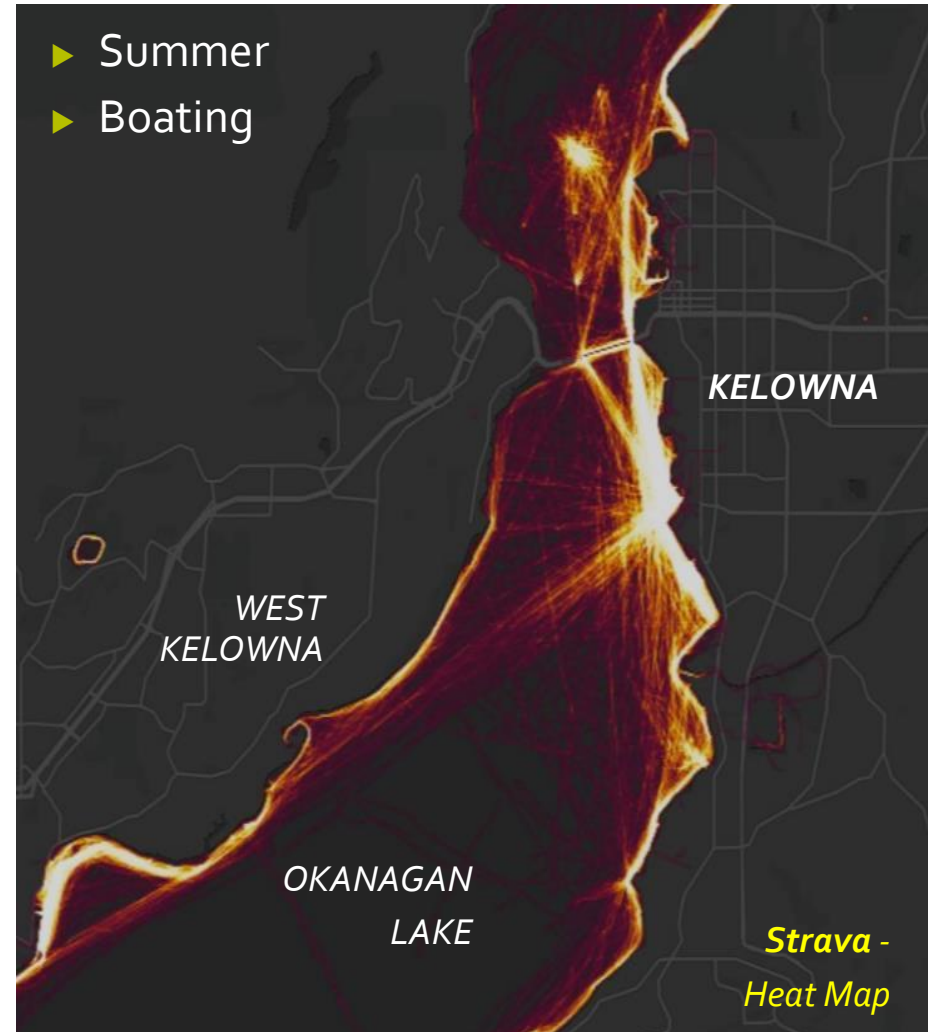 Summer
Boating
KELOWNA
WEST
KELOWNA
OKANAGAN
LAKE
Strava -
Heat Map